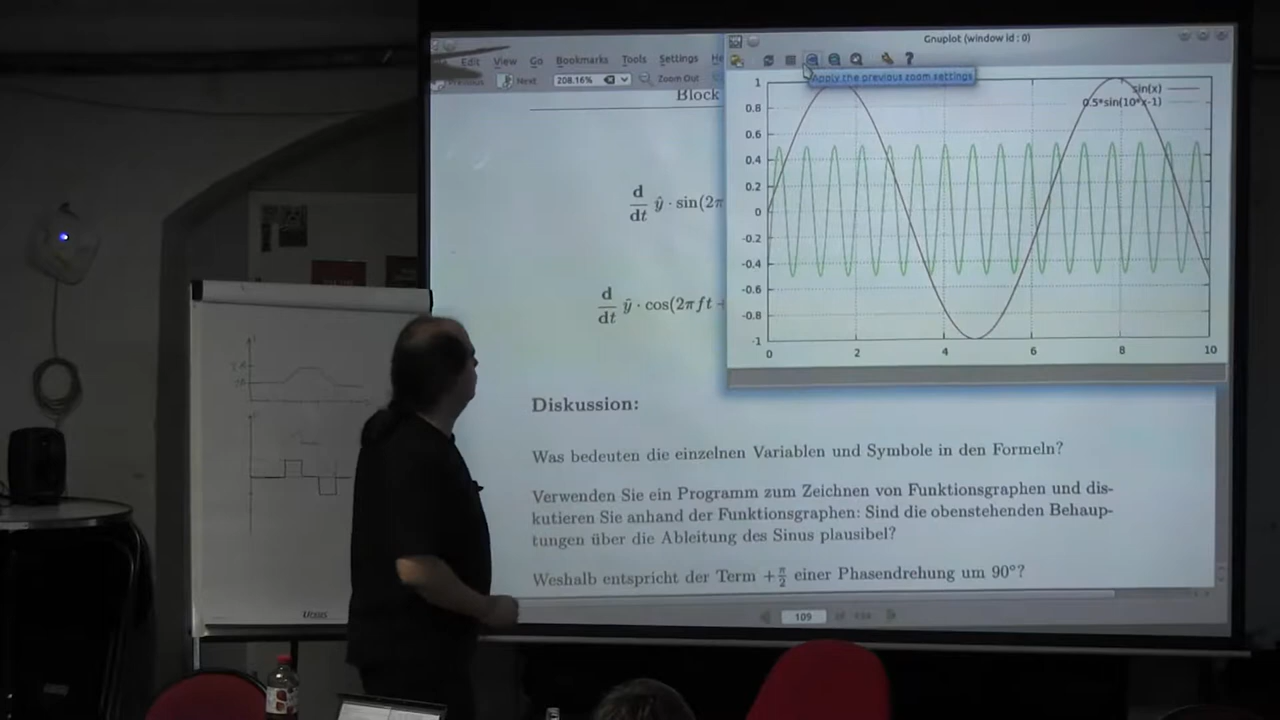 Gnuplot (window id : 0)
Edit View Go Bookmarks Tools Settings
Next 208.16% Zoom Out
Apply the previous zoom settings
Block
sin(x)
0.5*sin(10*x-1)
1
0.8
0.6
0.4
0.2
0
-0.2
-0.4
-0.6
-0.8
-1
0 2 4 6 8 10
d/dt ŷ · sin(2π
d/dt ŷ · cos(2πft +
Diskussion:
Was bedeuten die einzelnen Variablen und Symbole in den Formeln?
Verwenden Sie ein Programm zum Zeichnen von Funktionsgraphen und dis-
kutieren Sie anhand der Funktionsgraphen: Sind die obenstehenden Behaup-
tungen über die Ableitung des Sinus plausibel?
Weshalb entspricht der Term +π/2 einer Phasendrehung um 90°?
109